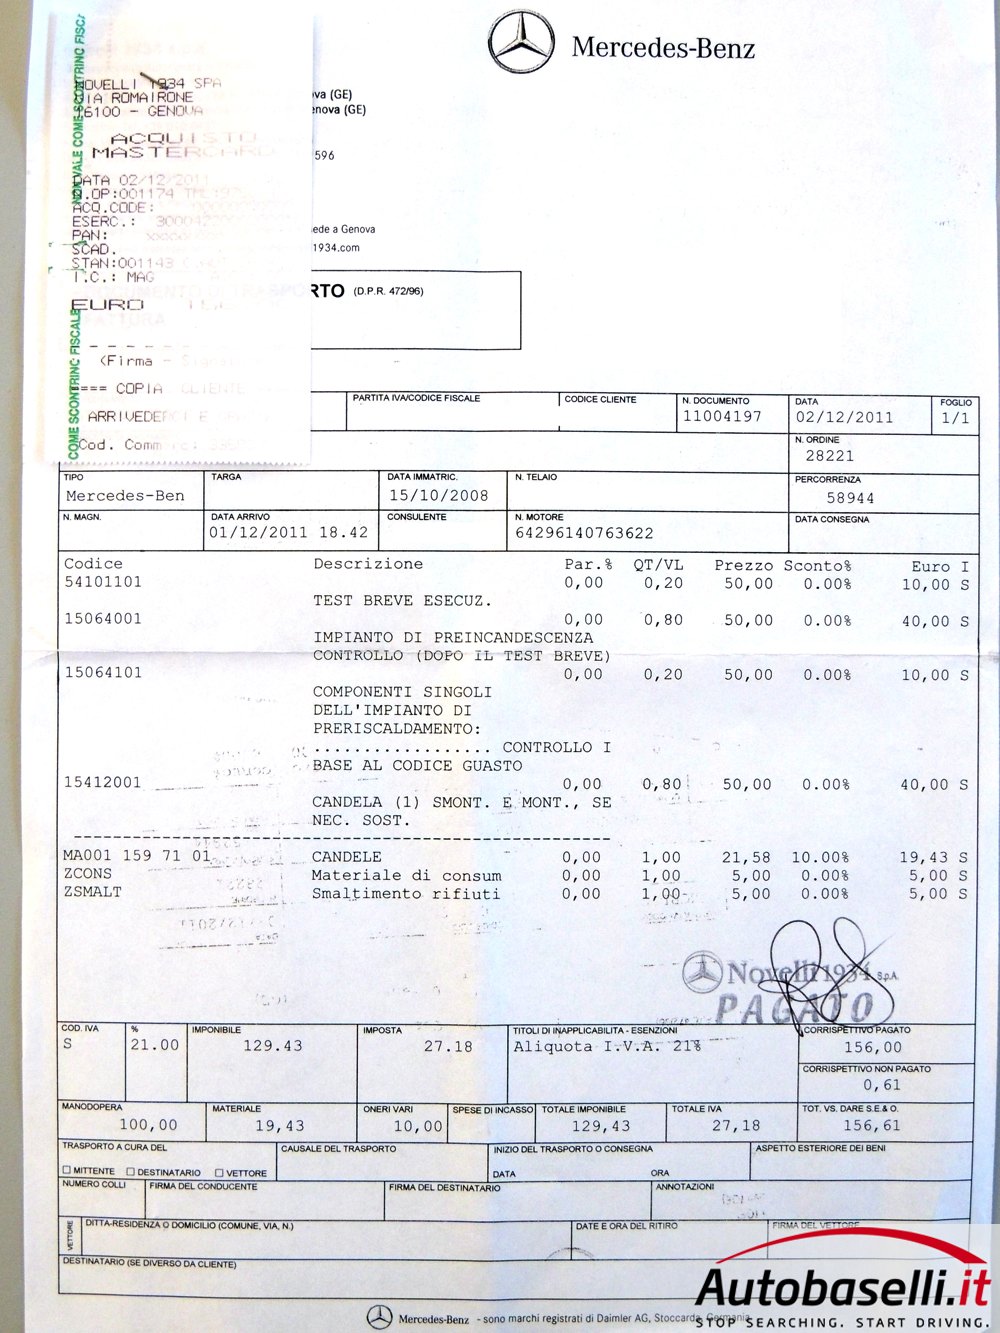 Mercedes-Benz
NOVELLI 1934 SPA
VIA ROMAIRONE
16100 - GENOVA
ACQUISTO
MASTERCARD
DATA 02/12/2011
N.OP:001174
ACQ.CODE:
ESERC.:
PAN:
SCAD.
STAN:001143
I.C.: MAG
EURO
(Firma -
=== COPIA CLIENTE
ARRIVEDERCI E
Cod. Comm
NON VALE COME SCONTRINO FISC
COME SCONTRINO FISCALE
ova (GE)
enova (GE)
596
sede a Genova
1934.com
DOCUMENTO DI TRASPORTO (D.P.R. 472/96)
FATTURA
PARTITA IVA/CODICE FISCALE
CODICE CLIENTE
N. DOCUMENTO
11004197
DATA
02/12/2011
FOGLIO
1/1
N. ORDINE
28221
TIPO
Mercedes-Ben
TARGA
DATA IMMATRIC.
15/10/2008
N. TELAIO
PERCORRENZA
58944
N. MAGN.
DATA ARRIVO
01/12/2011 18.42
CONSULENTE
N. MOTORE
64296140763622
DATA CONSEGNA
Codice Descrizione Par.% QT/VL Prezzo Sconto% Euro I
54101101 0,00 0,20 50,00 0.00% 10,00 S
TEST BREVE ESECUZ.
15064001 0,00 0,80 50,00 0.00% 40,00 S
IMPIANTO DI PREINCANDESCENZA
CONTROLLO (DOPO IL TEST BREVE)
15064101 0,00 0,20 50,00 0.00% 10,00 S
COMPONENTI SINGOLI
DELL'IMPIANTO DI
PRERISCALDAMENTO:
.................. CONTROLLO I
BASE AL CODICE GUASTO
15412001 0,00 0,80 50,00 0.00% 40,00 S
CANDELA (1) SMONT. E MONT., SE
NEC. SOST.
MA001 159 71 01 CANDELE 0,00 1,00 21,58 10.00% 19,43 S
ZCONS Materiale di consum 0,00 1,00 5,00 0.00% 5,00 S
ZSMALT Smaltimento rifiuti 0,00 1,00 5,00 0.00% 5,00 S
Novelli 1934 S.p.A.
PAGATO
COD. IVA
S
%
21.00
IMPONIBILE
129.43
IMPOSTA
27.18
TITOLI DI INAPPLICABILITA - ESENZIONI
Aliquota I.V.A. 21%
CORRISPETTIVO PAGATO
156,00
CORRISPETTIVO NON PAGATO
0,61
MANODOPERA
100,00
MATERIALE
19,43
ONERI VARI
10,00
SPESE DI INCASSO
TOTALE IMPONIBILE
129,43
TOTALE IVA
27,18
TOT. VS. DARE S.E.& O.
156,61
TRASPORTO A CURA DEL
MITTENTE DESTINATARIO VETTORE
CAUSALE DEL TRASPORTO
INIZIO DEL TRASPORTO O CONSEGNA
DATA ORA
ASPETTO ESTERIORE DEI BENI
NUMERO COLLI
FIRMA DEL CONDUCENTE
FIRMA DEL DESTINATARIO
ANNOTAZIONI
VETTORE
DITTA-RESIDENZA O DOMICILIO (COMUNE, VIA, N.)
DATE E ORA DEL RITIRO
FIRMA DEL VETTORE
DESTINATARIO (SE DIVERSO DA CLIENTE)
Mercedes-Benz - sono marchi registrati di Daimler AG, Stoccarda, Germania
Autobaselli.it
STOP SEARCHING. START DRIVING.